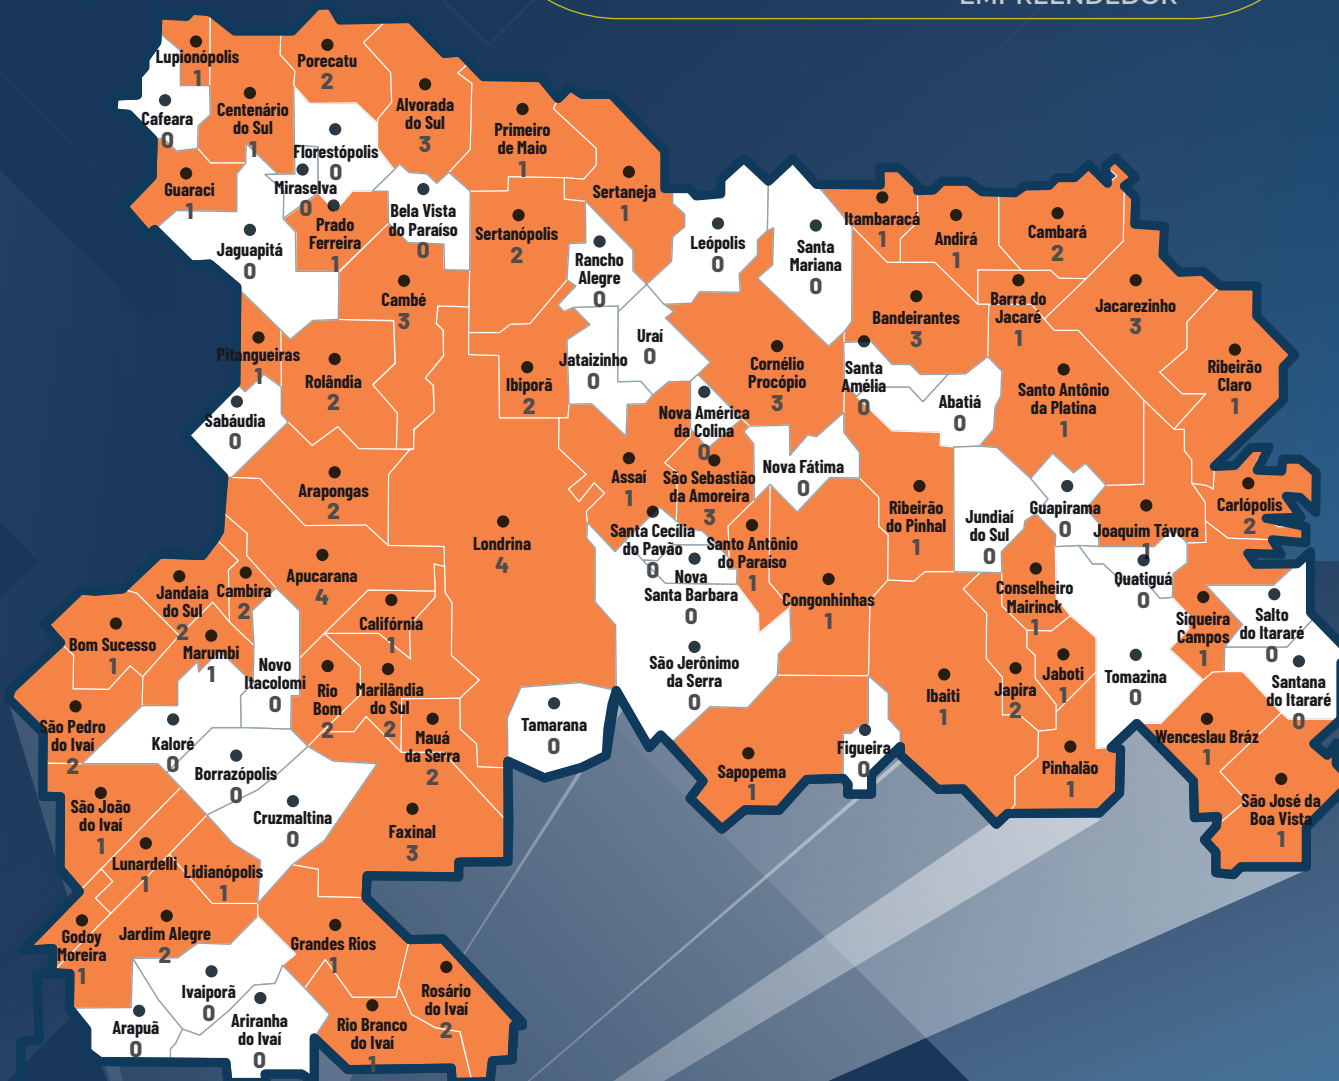 EMPREENDEDOR
Lupionópolis
1
Porecatu
2
Cafeara
0
Centenário
do Sul
1
Alvorada
do Sul
3
Primeiro
de Maio
1
Florestópolis
0
Guaraci
1
Miraselva
0
Prado
Ferreira
1
Bela Vista
do Paraíso
0
Sertaneja
1
Sertanópolis
2
Jaguapitá
0
Rancho
Alegre
0
Leópolis
0
Santa
Mariana
0
Itambaracá
1
Andirá
1
Cambará
2
Cambé
3
Bandeirantes
3
Barra do
Jacaré
1
Jacarezinho
3
Pitangueiras
1
Rolândia
2
Ibiporã
2
Jataizinho
0
Uraí
0
Cornélio
Procópio
3
Santa
Amélia
0
Abatiá
0
Santo Antônio
da Platina
1
Ribeirão
Claro
1
Sabáudia
0
Nova América
da Colina
0
Arapongas
2
Assaí
1
São Sebastião
da Amoreira
3
Nova Fátima
0
Ribeirão
do Pinhal
1
Jundiaí
do Sul
0
Guapirama
0
Joaquim Távora
1
Carlópolis
2
Londrina
4
Santa Cecília
do Pavão
0
Santo Antônio
do Paraíso
1
Nova
Santa Barbara
0
Congonhinhas
1
Conselheiro
Mairinck
1
Quatiguá
0
Siqueira
Campos
1
Salto
do Itararé
0
Jandaia
do Sul
2
Cambira
2
Apucarana
4
Califórnia
1
Bom Sucesso
1
Marumbi
1
Novo
Itacolomi
0
Rio
Bom
2
Marilândia
do Sul
2
São Jerônimo
da Serra
0
Ibaiti
1
Japira
2
Jaboti
1
Tomazina
0
Santana
do Itararé
0
São Pedro
do Ivaí
2
Kaloré
0
Mauá
da Serra
2
Tamarana
0
Figueira
0
Sapopema
1
Pinhalão
1
Wenceslau Bráz
1
Borrazópolis
0
São João
do Ivaí
1
Cruzmaltina
0
Faxinal
3
São José da
Boa Vista
1
Lunardelli
1
Lidianópolis
1
Godoy
Moreira
1
Jardim Alegre
2
Grandes Rios
1
Ivaiporã
0
Rosário
do Ivaí
2
Arapuã
0
Ariranha
do Ivaí
0
Rio Branco
do Ivaí
1